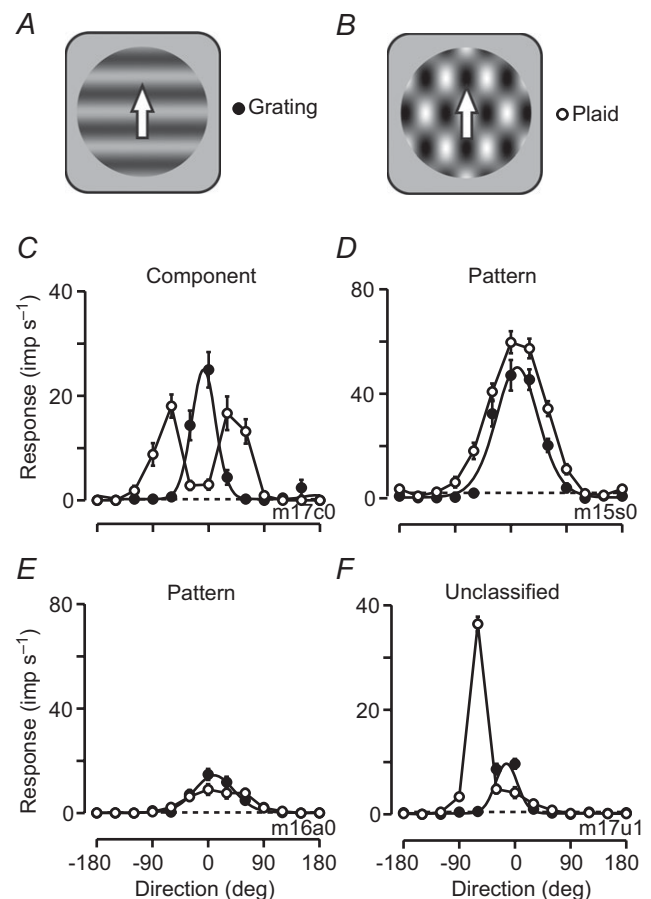 A
B
Grating
Plaid
C
D
Component
Pattern
40
20
0
Response (imp s⁻¹)
m17c0
80
40
0
m15s0
E
F
Pattern
Unclassified
80
40
0
Response (imp s⁻¹)
m16a0
40
20
0
m17u1
-180 -90 0 90 180
-180 -90 0 90 180
Direction (deg)
Direction (deg)